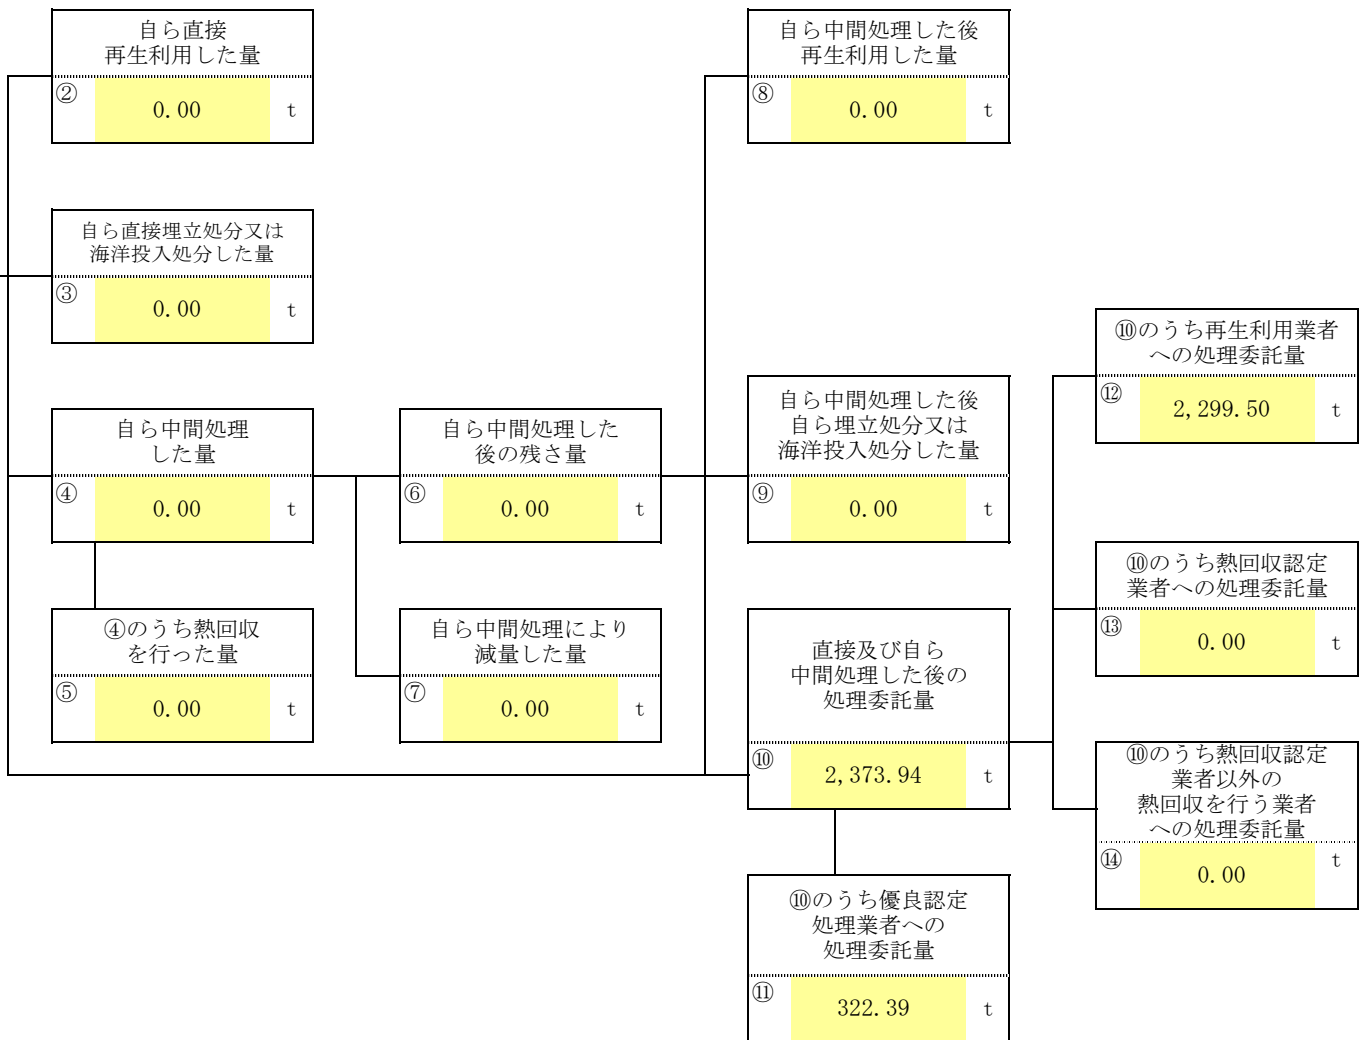 自ら直接
再生利用した量
②
0.00
t
自ら直接埋立処分又は
海洋投入処分した量
③
0.00
t
自ら中間処理
した量
④
0.00
t
④のうち熱回収
を行った量
⑤
0.00
t
自ら中間処理した
後の残さ量
⑥
0.00
t
自ら中間処理により
減量した量
⑦
0.00
t
自ら中間処理した後
再生利用した量
⑧
0.00
t
自ら中間処理した後
自ら埋立処分又は
海洋投入処分した量
⑨
0.00
t
直接及び自ら
中間処理した後の
処理委託量
⑩
2,373.94
t
⑩のうち優良認定
処理業者への
処理委託量
⑪
322.39
t
⑩のうち再生利用業者
への処理委託量
⑫
2,299.50
t
⑩のうち熱回収認定
業者への処理委託量
⑬
0.00
t
⑩のうち熱回収認定
業者以外の
熱回収を行う業者
への処理委託量
⑭
0.00
t